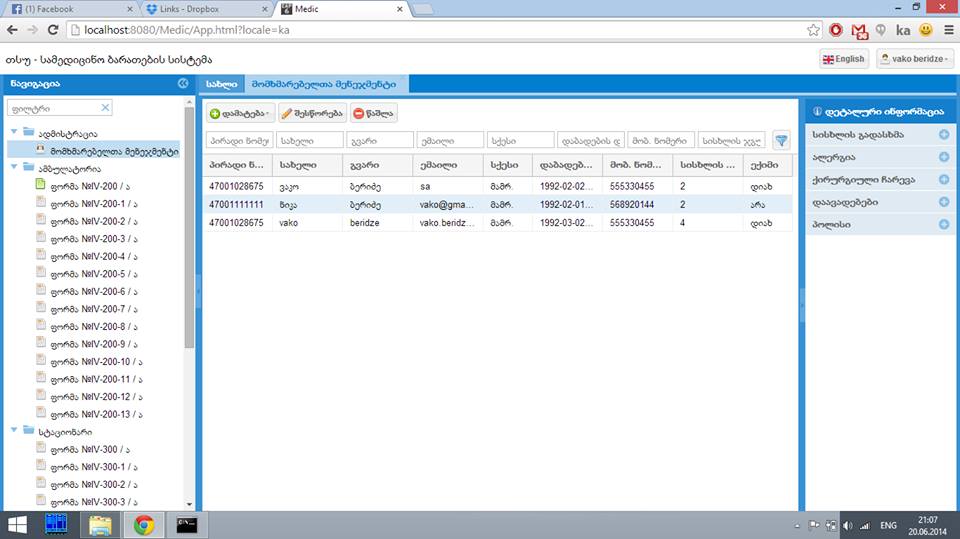 (1) Facebook
Links - Dropbox
Medic
localhost:8080/Medic/App.html?locale=ka
ka
თსუ - სამედიცინო ბარათების სისტემა
English
vako beridze
ნავიგაცია
სახლი
მომხმარებელთა მენეჯმენტი
ფილტრი
დამატება
შესწორება
წაშლა
დეტალური ინფორმაცია
პირადი ნომე
სახელი
გვარი
ემაილი
სქესი
დაბადების დ
მობ. ნომერი
სისხლის ჯგუ
პირადი ნ... სახელი გვარი ემაილი სქესი დაბადებ... მობ. ნომ... სისხლის ... ექიმი
47001028675 ვაკო ბერიძე sa მამრ. 1992-02-02... 555330455 2 დიახ
47001111111 ნიკა ბერიძე vako@gma... მამრ. 1992-02-01... 568920144 2 არა
47001028675 vako beridze vako.beridz... მამრ. 1992-03-02... 555330455 4 დიახ
სისხლის გადასხმა
ალერგია
ქირურგიული ჩარევა
დაავადებები
პოლისი
ადმისტრაცია
მომხმარებელთა მენეჯმენტი
ამბულატორია
ფორმა №IV-200 / ა
ფორმა №IV-200-1 / ა
ფორმა №IV-200-2 / ა
ფორმა №IV-200-3 / ა
ფორმა №IV-200-4 / ა
ფორმა №IV-200-5 / ა
ფორმა №IV-200-6 / ა
ფორმა №IV-200-7 / ა
ფორმა №IV-200-8 / ა
ფორმა №IV-200-9 / ა
ფორმა №IV-200-10 / ა
ფორმა №IV-200-11 / ა
ფორმა №IV-200-12 / ა
ფორმა №IV-200-13 / ა
სტაციონარი
ფორმა №IV-300 / ა
ფორმა №IV-300-1 / ა
ფორმა №IV-300-2 / ა
ფორმა №IV-300-3 / ა
ENG
21:07
20.06.2014